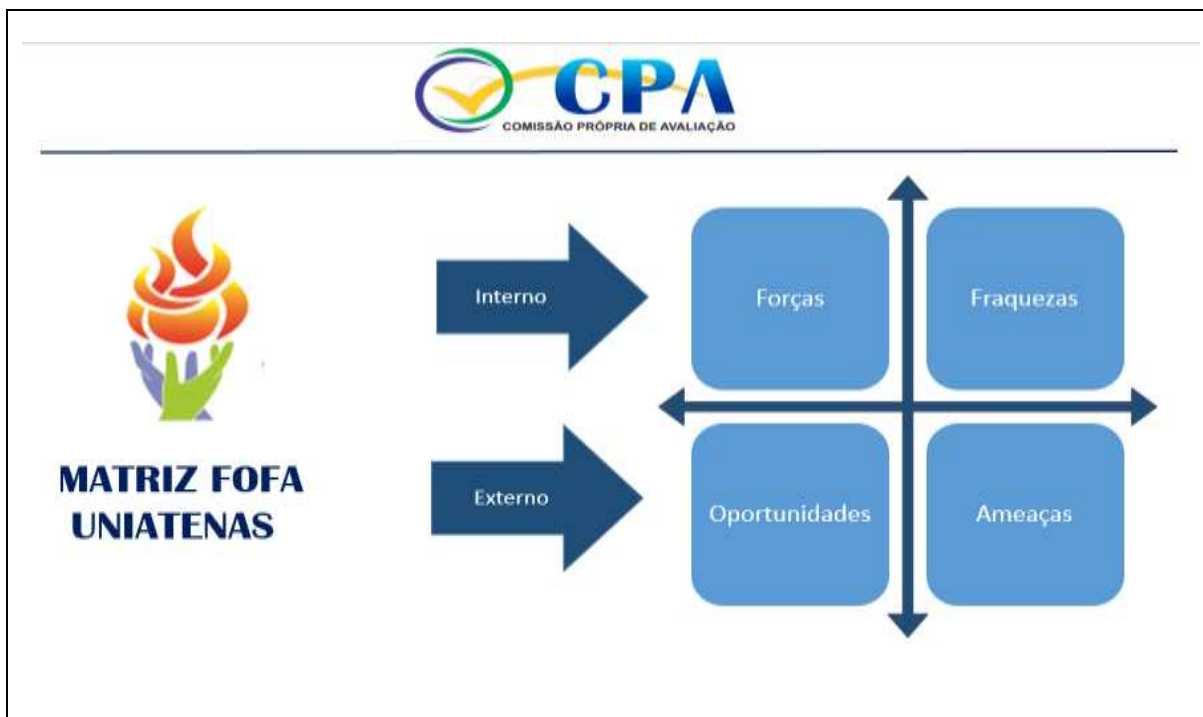 CPA
COMISSÃO PRÓPRIA DE AVALIAÇÃO
MATRIZ FOFA
UNIATENAS
Interno
Forças
Fraquezas
Externo
Oportunidades
Ameaças